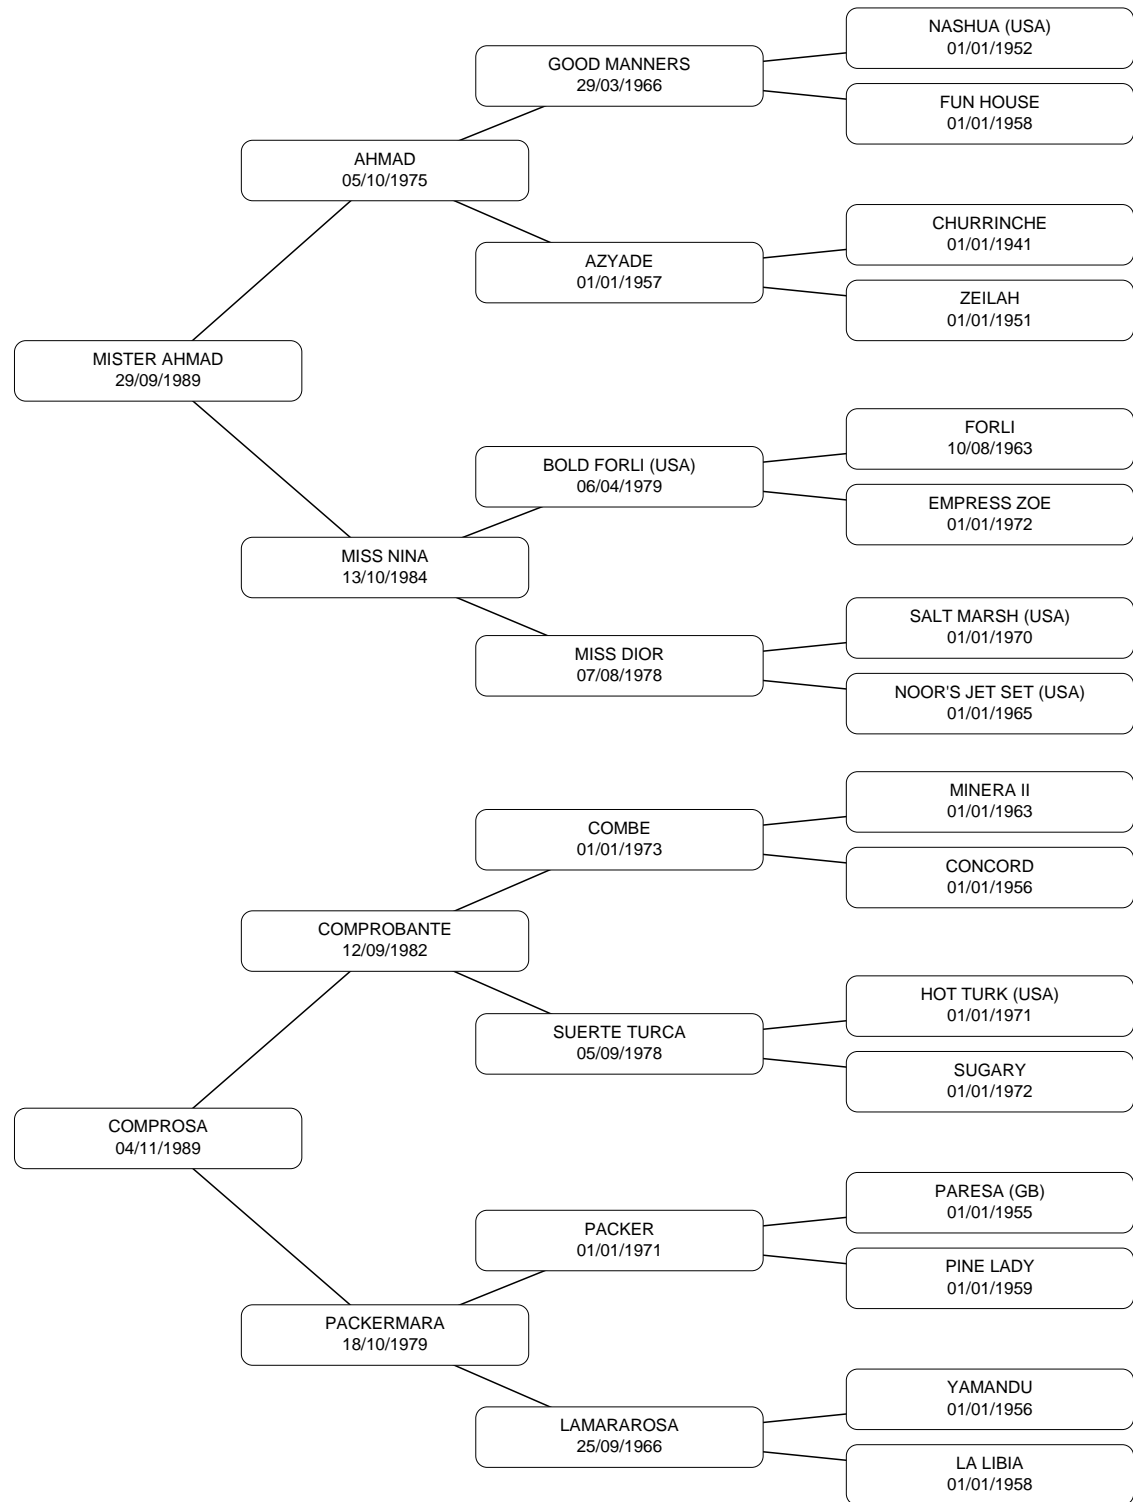 NASHUA (USA)
01/01/1952
GOOD MANNERS
29/03/1966
FUN HOUSE
01/01/1958
AHMAD
05/10/1975
CHURRINCHE
01/01/1941
AZYADE
01/01/1957
ZEILAH
01/01/1951
MISTER AHMAD
29/09/1989
FORLI
10/08/1963
BOLD FORLI (USA)
06/04/1979
EMPRESS ZOE
01/01/1972
MISS NINA
13/10/1984
SALT MARSH (USA)
01/01/1970
MISS DIOR
07/08/1978
NOOR'S JET SET (USA)
01/01/1965
MINERA II
01/01/1963
COMBE
01/01/1973
CONCORD
01/01/1956
COMPROBANTE
12/09/1982
HOT TURK (USA)
01/01/1971
SUERTE TURCA
05/09/1978
SUGARY
01/01/1972
COMPROSA
04/11/1989
PARESA (GB)
01/01/1955
PACKER
01/01/1971
PINE LADY
01/01/1959
PACKERMARA
18/10/1979
YAMANDU
01/01/1956
LAMARAROSA
25/09/1966
LA LIBIA
01/01/1958